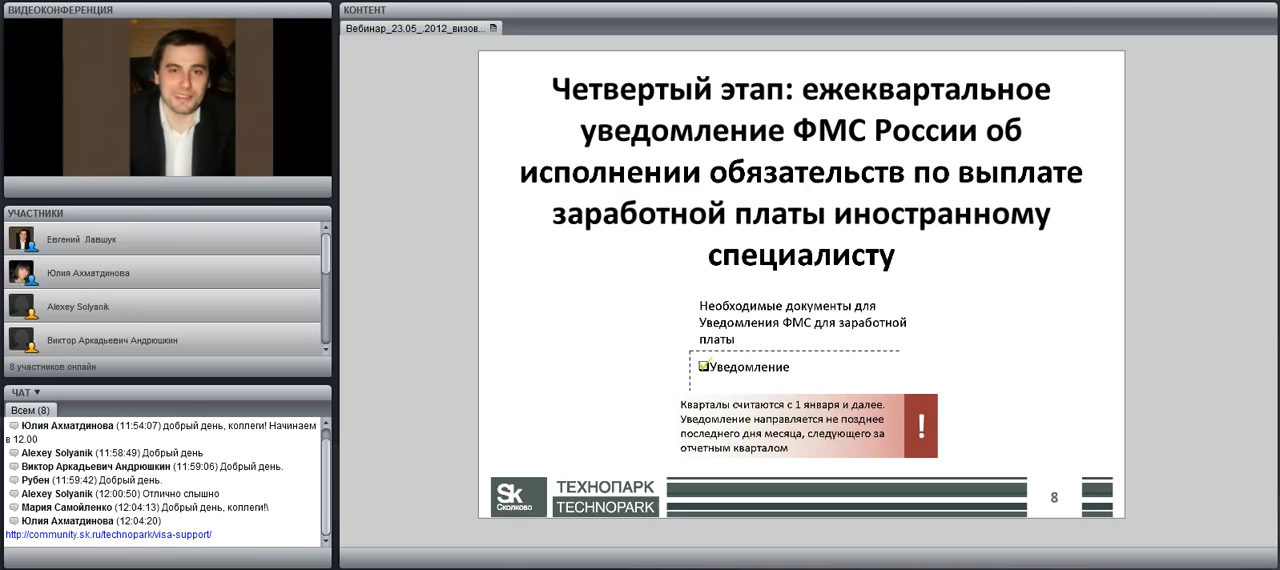 ВИДЕОКОНФЕРЕНЦИЯ
УЧАСТНИКИ
Евгений Лавщук
Юлия Ахматдинова
Alexey Solyanik
Виктор Аркадьевич Андрюшкин
8 участников онлайн
ЧАТ
Всем (8)
Юлия Ахматдинова (11:54:07) добрый день, коллеги! Начинаем
в 12.00
Alexey Solyanik (11:58:49) Добрый день
Виктор Аркадьевич Андрюшкин (11:59:06) Добрый день.
Рубен (11:59:42) Добрый день.
Alexey Solyanik (12:00:50) Отлично слышно
Мария Самойленко (12:04:13) Добрый день, коллеги!\
Юлия Ахматдинова (12:04:20)
http://community.sk.ru/technopark/visa-support/
КОНТЕНТ
Вебинар_23.05_.2012_визов...
Четвертый этап: ежеквартальное
уведомление ФМС России об
исполнении обязательств по выплате
заработной платы иностранному
специалисту
Необходимые документы для
Уведомления ФМС для заработной
платы
Уведомление
Кварталы считаются с 1 января и далее.
Уведомление направляется не позднее
последнего дня месяца, следующего за
отчетным кварталом
!
Sk
Сколково
ТЕХНОПАРК
TECHNOPARK
8